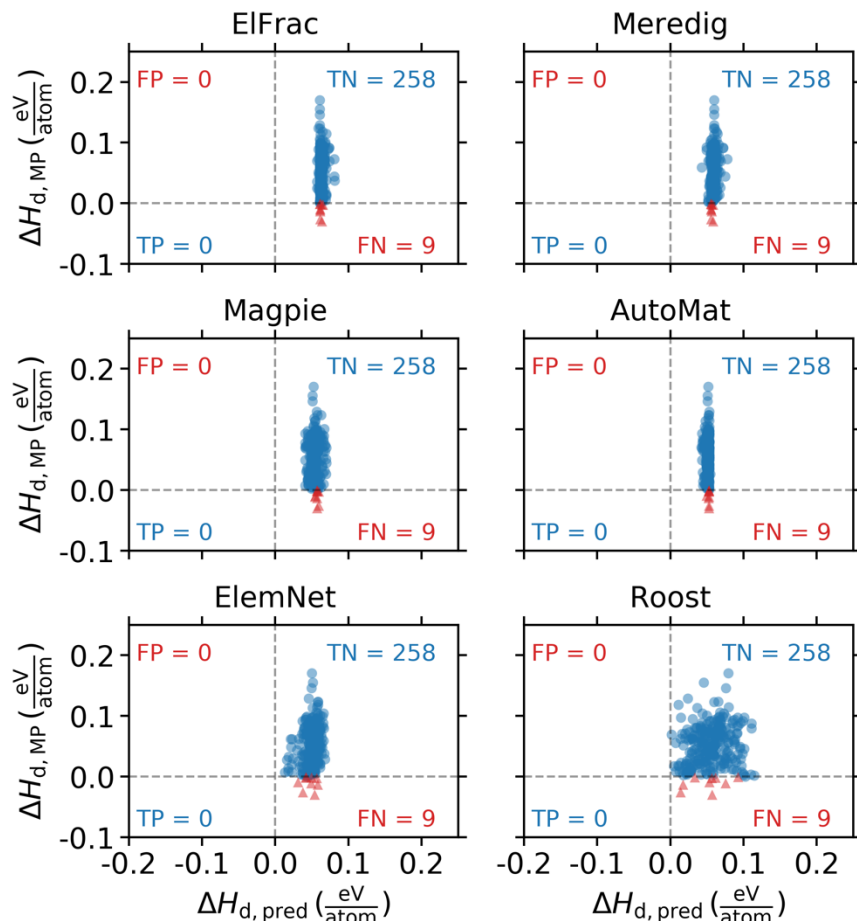 ElFrac
Meredig
FP = 0
TN = 258
FP = 0
TN = 258
ΔH_d, MP (eV/atom)
0.2
0.1
0.0
-0.1
TP = 0
FN = 9
TP = 0
FN = 9
Magpie
AutoMat
FP = 0
TN = 258
FP = 0
TN = 258
ΔH_d, MP (eV/atom)
0.2
0.1
0.0
-0.1
TP = 0
FN = 9
TP = 0
FN = 9
ElemNet
Roost
FP = 0
TN = 258
FP = 0
TN = 258
ΔH_d, MP (eV/atom)
0.2
0.1
0.0
-0.1
TP = 0
FN = 9
TP = 0
FN = 9
-0.2 -0.1 0.0 0.1 0.2
-0.2 -0.1 0.0 0.1 0.2
ΔH_d, pred (eV/atom)
ΔH_d, pred (eV/atom)